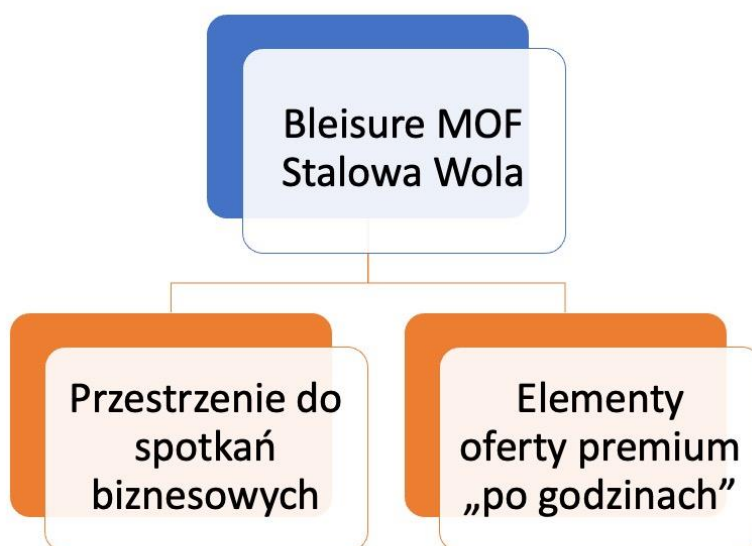 Bleisure MOF
Stalowa Wola
Przestrzenie do
spotkań
biznesowych
Elementy
oferty premium
„po godzinach”